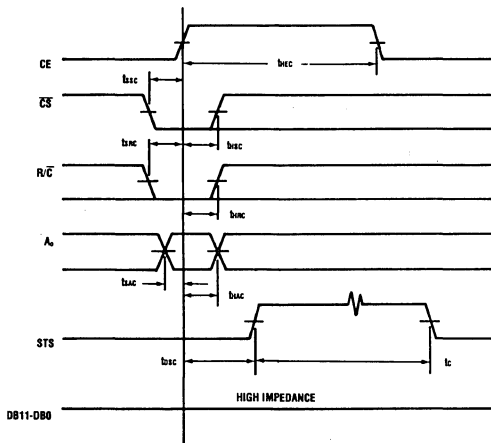 CE
tHEC
tSSC
CS
tSRC
tHSC
R/C
tHRC
A₀
tSAC
tHAC
STS
tDSC
tC
HIGH IMPEDANCE
DB11-DB0